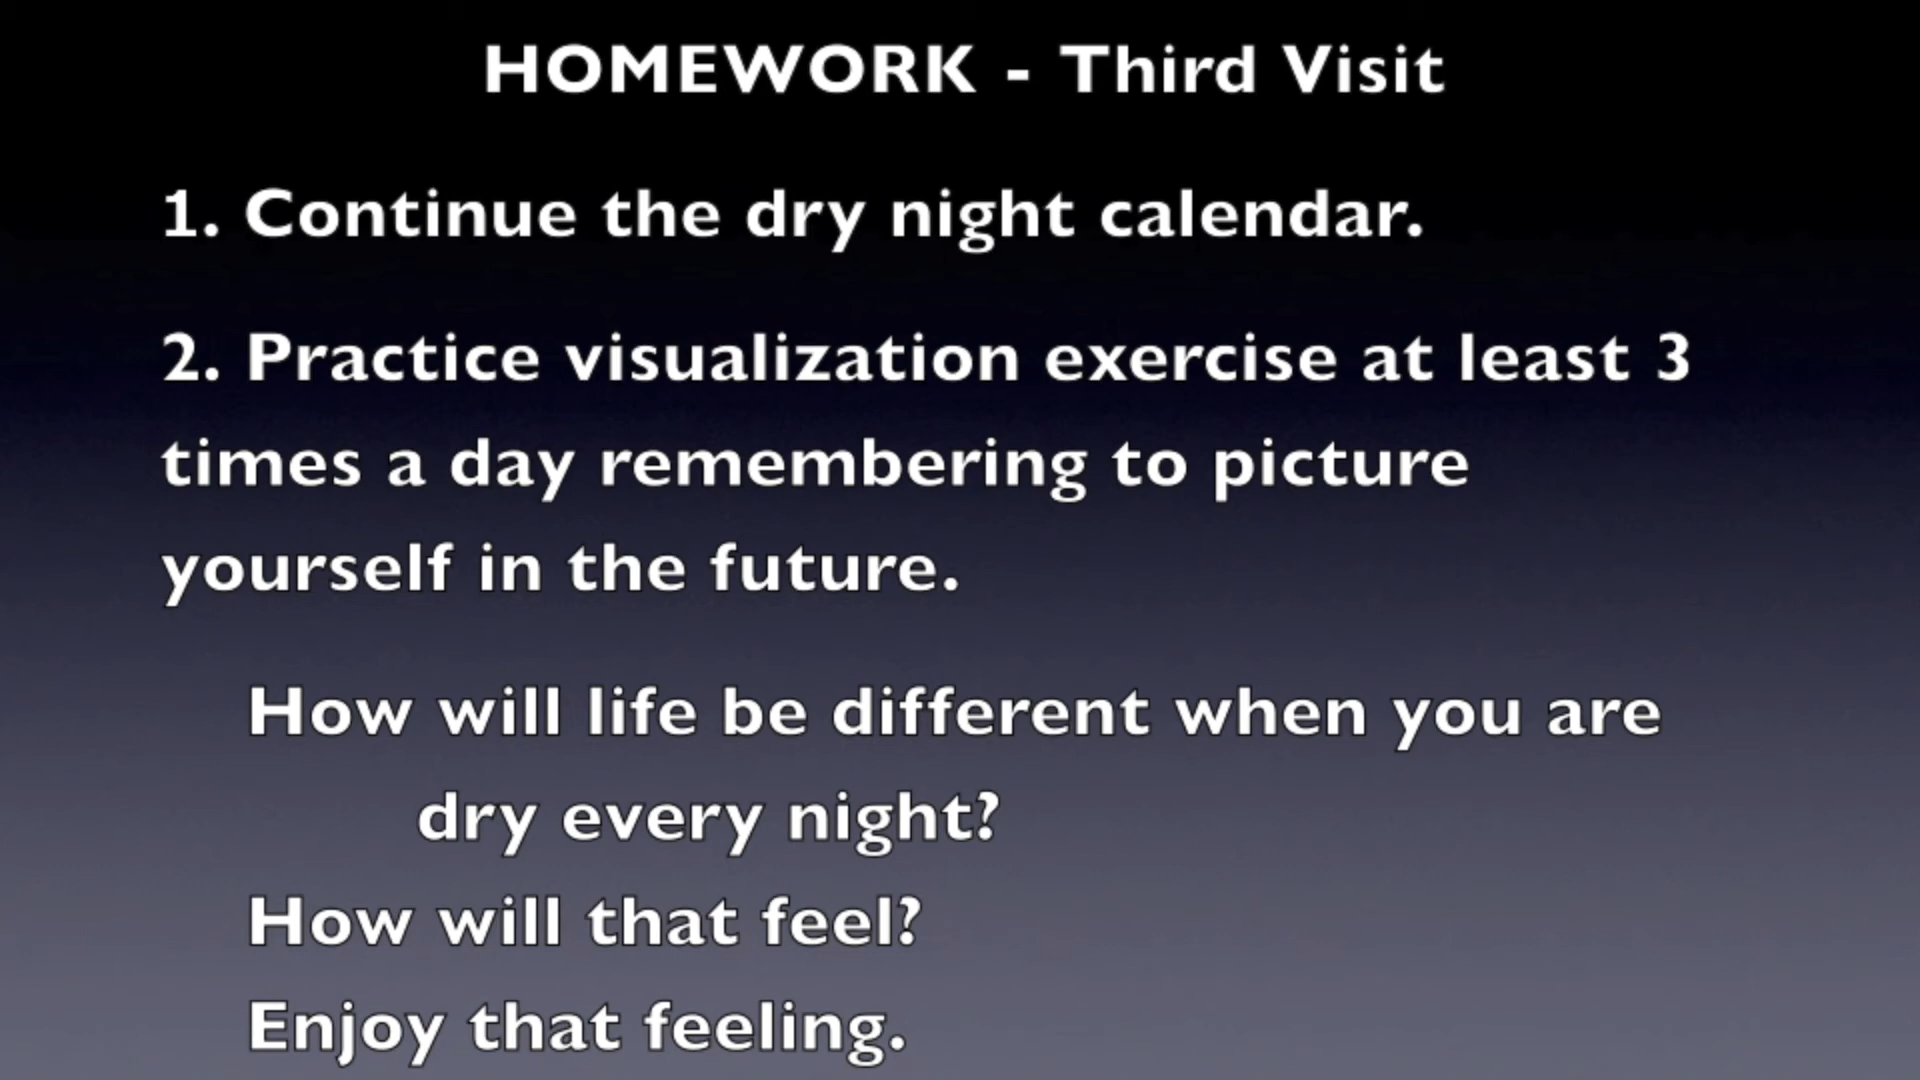 HOMEWORK - Third Visit
1. Continue the dry night calendar.
2. Practice visualization exercise at least 3
times a day remembering to picture
yourself in the future.
How will life be different when you are
dry every night?
How will that feel?
Enjoy that feeling.